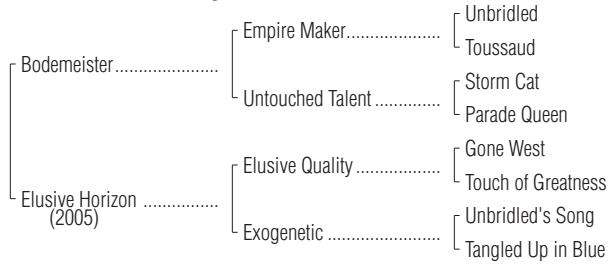 Unbridled
Empire Maker....................
Toussaud
Bodemeister......................
Storm Cat
Untouched Talent ................
Parade Queen
Gone West
Elusive Quality .................
Touch of Greatness
Elusive Horizon ................
(2005)
Unbridled's Song
Exogenetic ......................
Tangled Up in Blue